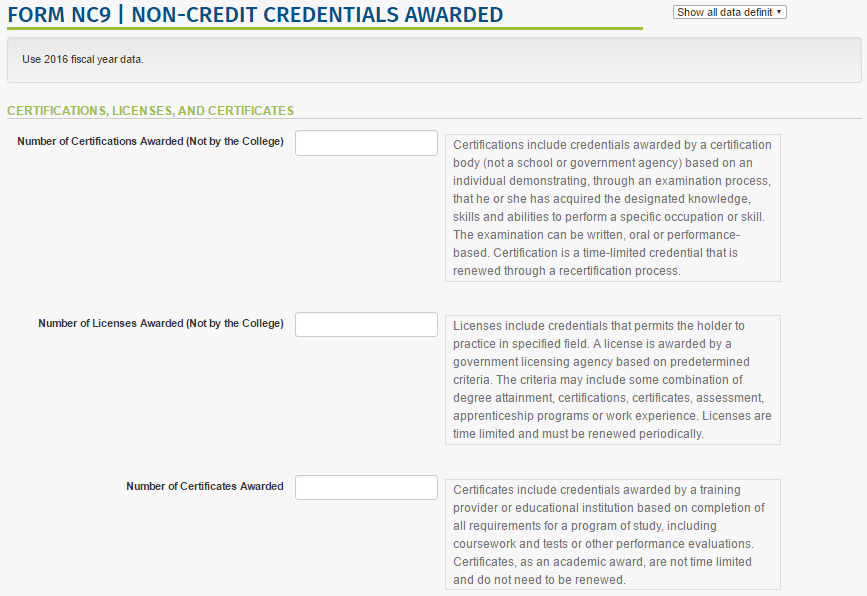 FORM NC9 | NON-CREDIT CREDENTIALS AWARDED
Show all data definit
Use 2016 fiscal year data.
CERTIFICATIONS, LICENSES, AND CERTIFICATES
Number of Certifications Awarded (Not by the College)
Certifications include credentials awarded by a certification
body (not a school or government agency) based on an
individual demonstrating, through an examination process,
that he or she has acquired the designated knowledge,
skills and abilities to perform a specific occupation or skill.
The examination can be written, oral or performance-
based. Certification is a time-limited credential that is
renewed through a recertification process.
Number of Licenses Awarded (Not by the College)
Licenses include credentials that permits the holder to
practice in specified field. A license is awarded by a
government licensing agency based on predetermined
criteria. The criteria may include some combination of
degree attainment, certifications, certificates, assessment,
apprenticeship programs or work experience. Licenses are
time limited and must be renewed periodically.
Number of Certificates Awarded
Certificates include credentials awarded by a training
provider or educational institution based on completion of
all requirements for a program of study, including
coursework and tests or other performance evaluations.
Certificates, as an academic award, are not time limited
and do not need to be renewed.